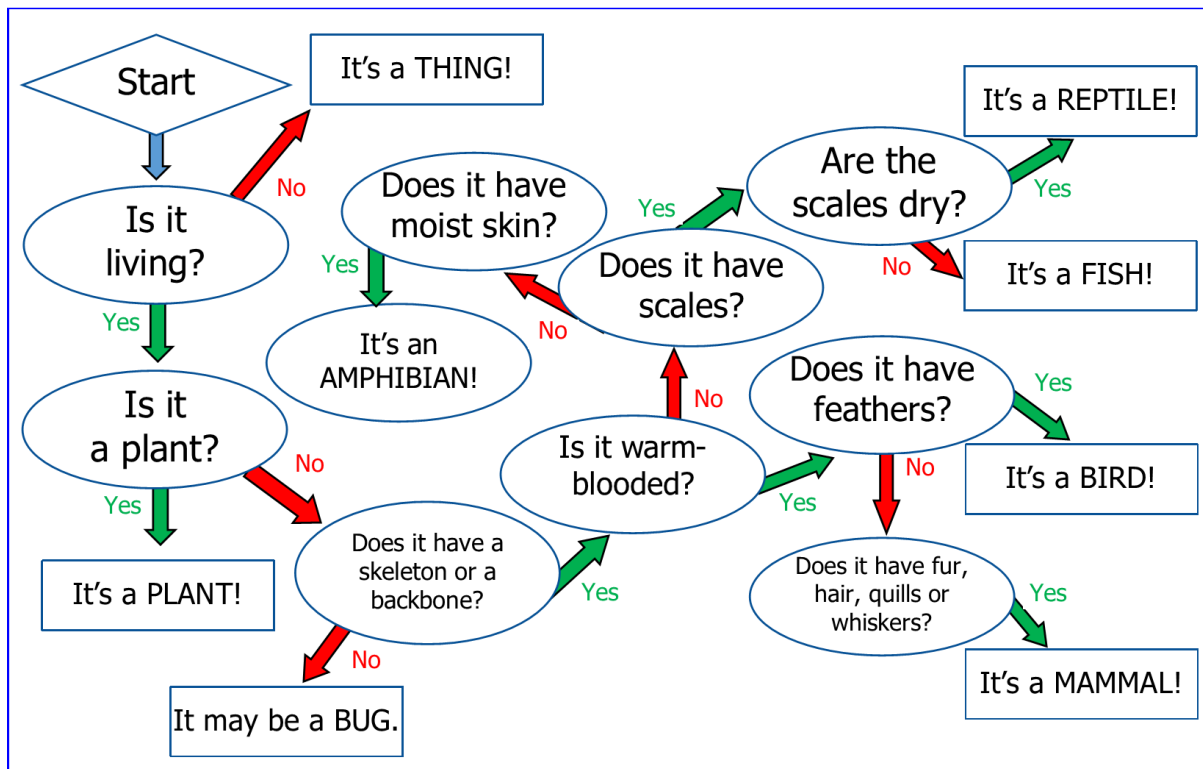 Start
It's a THING!
No
Is it
living?
Yes
Is it
a plant?
Yes
It's a PLANT!
No
Does it have a
skeleton or a
backbone?
No
It may be a BUG.
Yes
Is it warm-
blooded?
No
Does it have
scales?
No
Does it have
moist skin?
Yes
It's an
AMPHIBIAN!
Yes
Are the
scales dry?
Yes
It's a REPTILE!
No
It's a FISH!
Yes
Does it have
feathers?
Yes
It's a BIRD!
No
Does it have fur,
hair, quills or
whiskers?
Yes
It's a MAMMAL!